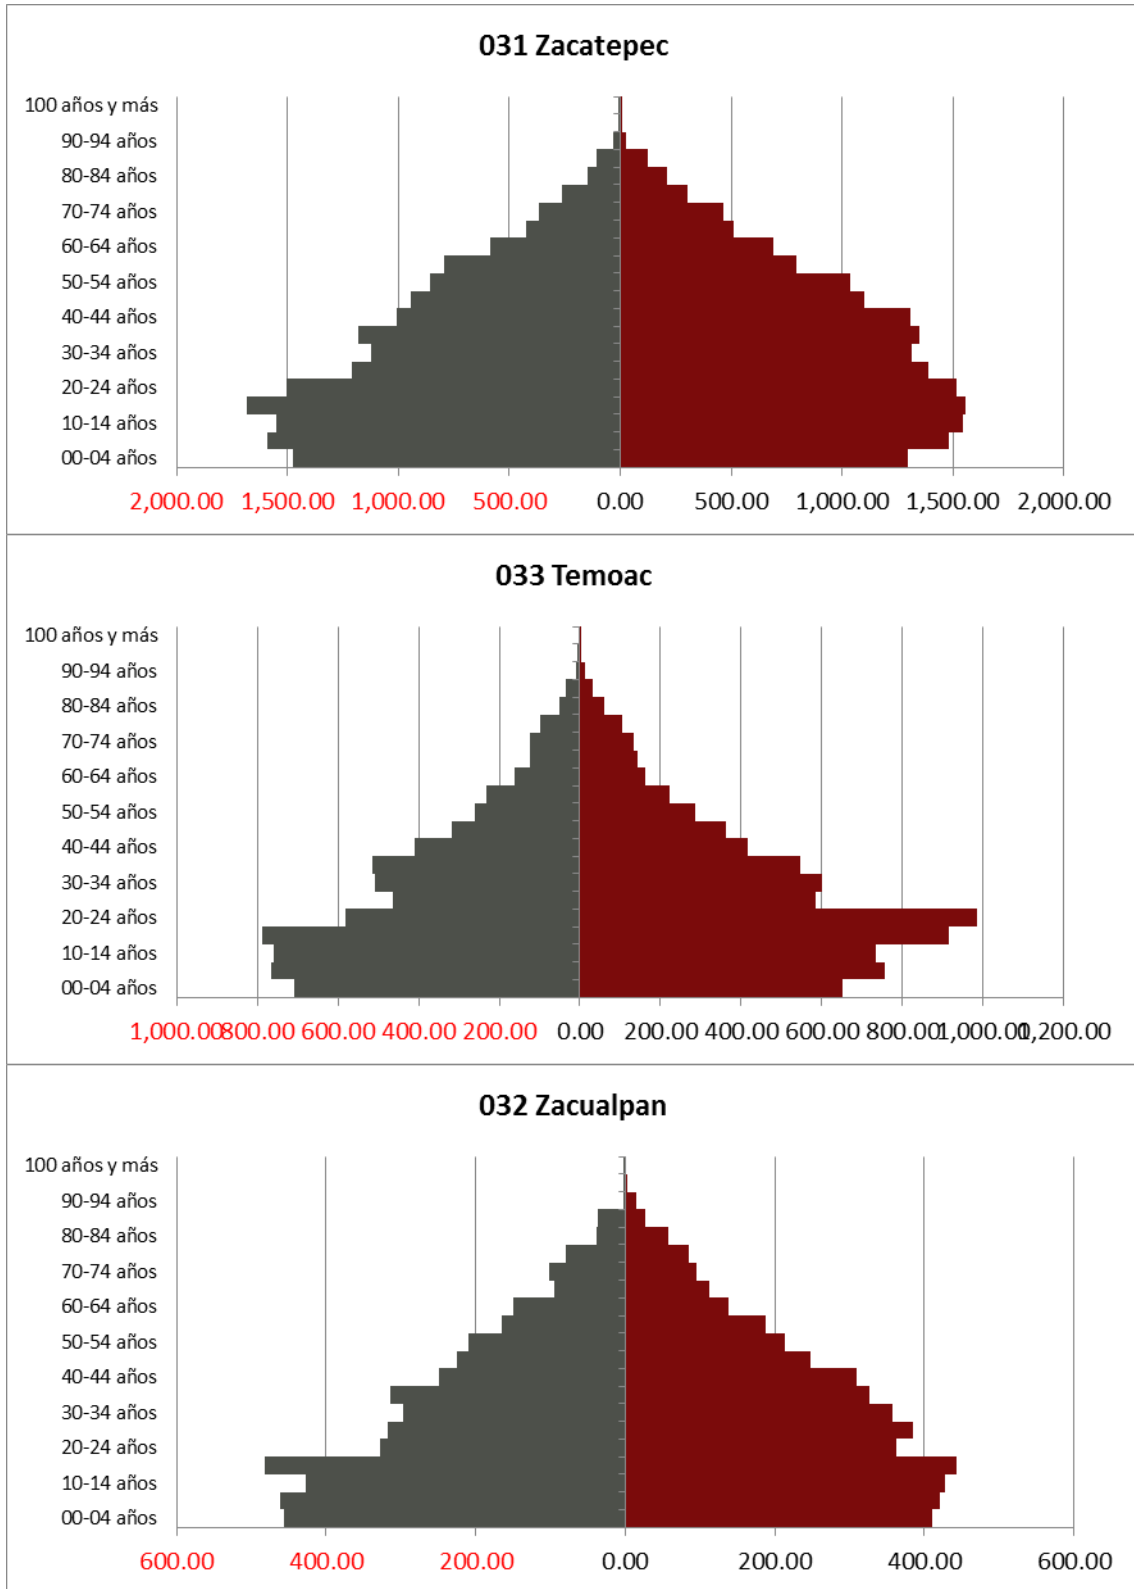 031 Zacatepec
100 años y más
90-94 años
80-84 años
70-74 años
60-64 años
50-54 años
40-44 años
30-34 años
20-24 años
10-14 años
00-04 años
2,000.00 1,500.00 1,000.00 500.00 0.00 500.00 1,000.00 1,500.00 2,000.00
033 Temoac
100 años y más
90-94 años
80-84 años
70-74 años
60-64 años
50-54 años
40-44 años
30-34 años
20-24 años
10-14 años
00-04 años
1,000.00 800.00 600.00 400.00 200.00 0.00 200.00 400.00 600.00 800.00 1,000.00 1,200.00
032 Zacualpan
100 años y más
90-94 años
80-84 años
70-74 años
60-64 años
50-54 años
40-44 años
30-34 años
20-24 años
10-14 años
00-04 años
600.00 400.00 200.00 0.00 200.00 400.00 600.00